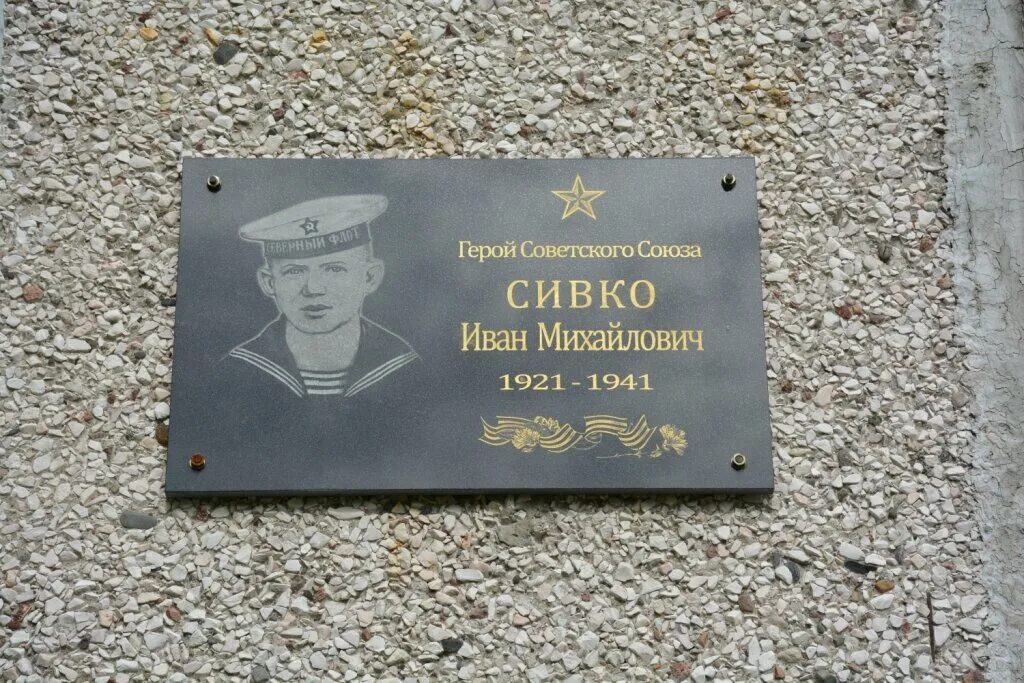 СЕВЕРНЫЙ ФЛОТ
Герой Советского Союза
СИВКО
Иван Михайлович
1921 - 1941